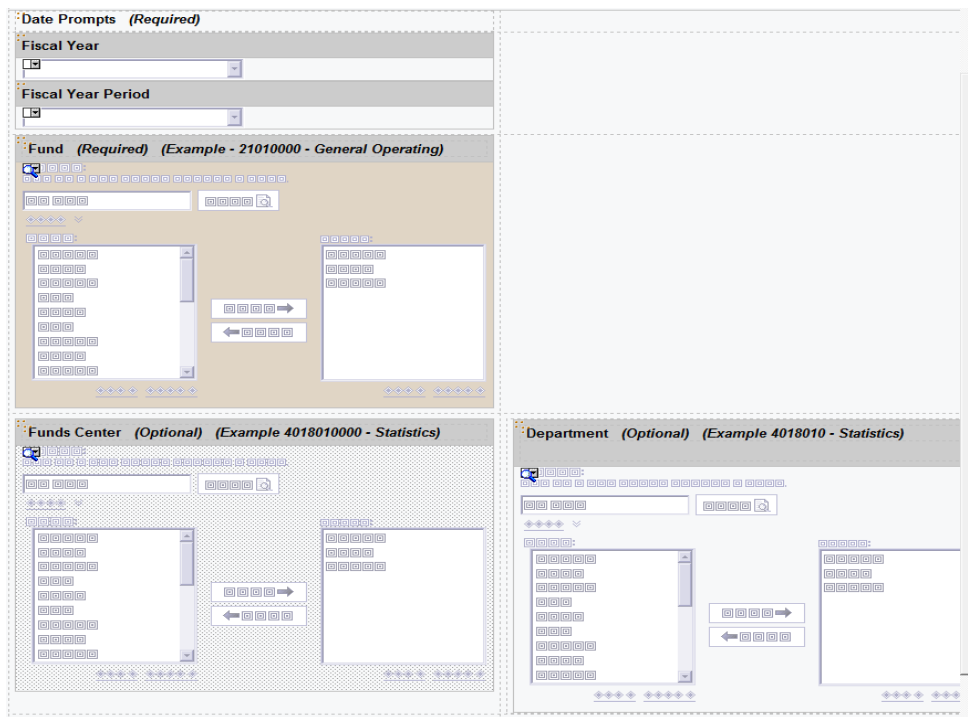 Date Prompts (Required)
Fiscal Year
Fiscal Year Period
Fund (Required) (Example - 21010000 - General Operating)
Funds Center (Optional) (Example 4018010000 - Statistics)
Department (Optional) (Example 4018010 - Statistics)